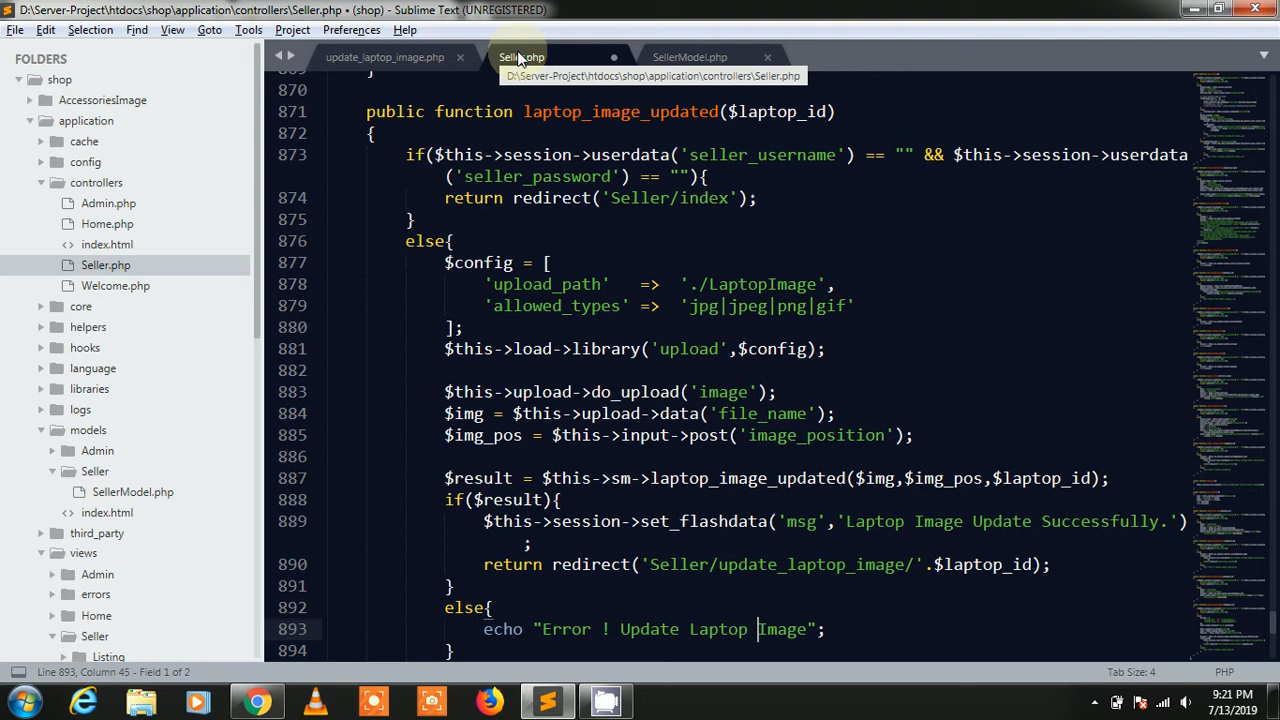 D:\Server-Project\htdocs\shop\application\controllers\Seller.php • (shop) - Sublime Text (UNREGISTERED)
File Edit Selection Find View Goto Tools Project Preferences Help
FOLDERS
shop
AccessoriesImage
application
cache
config
controllers
Admin.php
Home.php
index.html
Seller.php
Welcome.php
core
helpers
hooks
language
libraries
logs
models
Admin
Seller
SellerModel.php
index.html
third_party
views
Admin
errors
Home
Seller
Listing
update_laptop_image.php
Seller.php
SellerModel.php
D:\Server-Project\htdocs\shop\application\controllers\Seller.php
869 }
870
871 public function laptop_image_updated($laptop_id)
872 {
873 if($this->session->userdata('seller_username') == "" && $this->session->userdata
('seller_password') == ""){
874 return redirect('Seller/index');
875 }
876 else{
877 $config = [
878 'upload_path' => './LaptopImage',
879 'allowed_types' => 'jpg|jpeg|png|gif'
880 ];
881 $this->load->library('upload',$config);
882
883 $this->upload->do_upload('image');
884 $img = $this->upload->data('file_name');
885 $img_pos = $this->input->post('image_position');
886
887 $result = $this->sm->laptop_image_updated($img,$img_pos,$laptop_id);
888 if($result){
889 $this->session->set_flashdata('msg','Laptop Image Update Successfully.')
;
890 return redirect('Seller/update_laptop_image/'.$laptop_id);
891 }
892 else{
893 echo "Error : Update Laptop Image";
894 }
Line 893, Column 45 - Field 1 of 2
Tab Size: 4
PHP
9:21 PM
7/13/2019